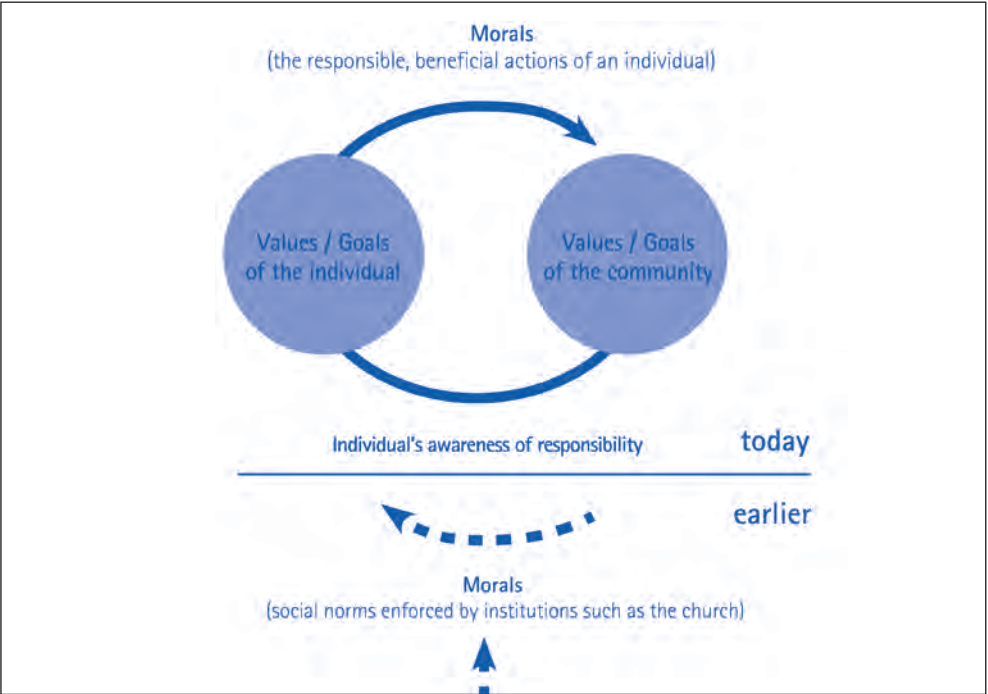 Morals
(the responsible, beneficial actions of an individual)
Values / Goals
of the individual
Values / Goals
of the community
Individual's awareness of responsibility
today
earlier
Morals
(social norms enforced by institutions such as the church)